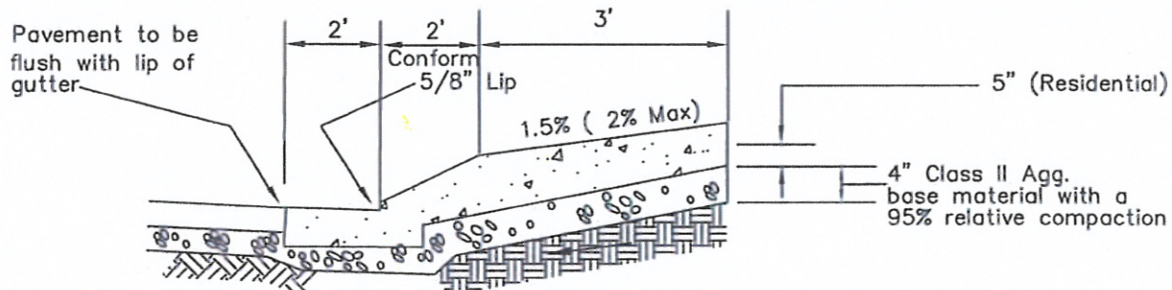 Pavement to be
flush with lip of
gutter
2'
2'
3'
Conform
5/8" Lip
1.5% ( 2% Max)
5" (Residential)
4" Class II Agg.
base material with a
95% relative compaction